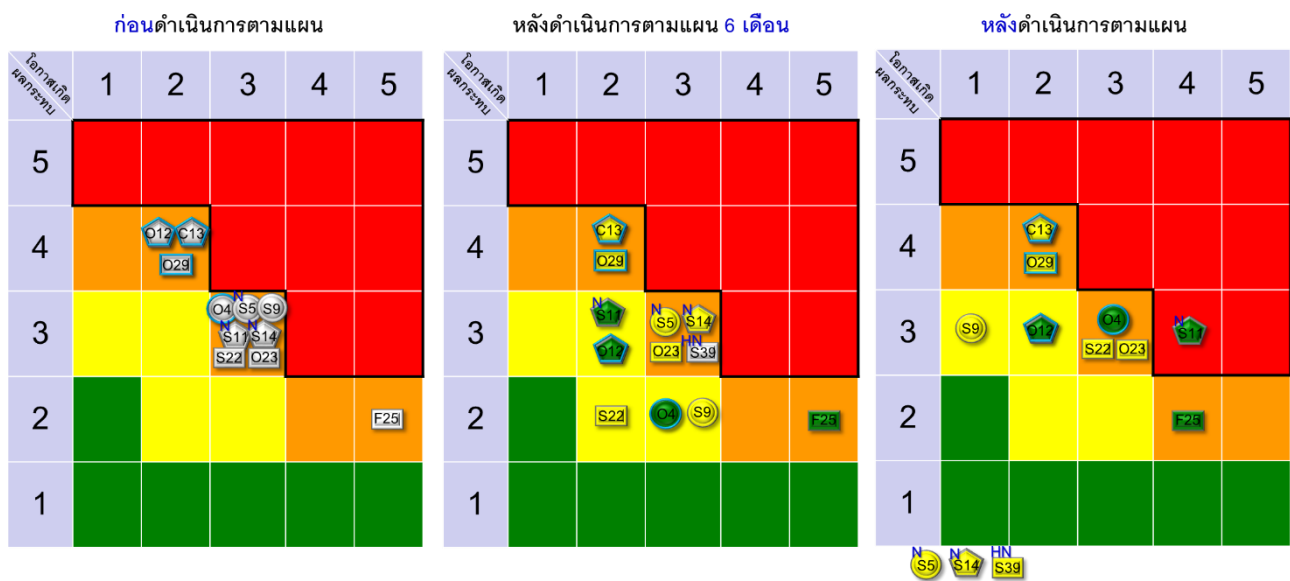 ก่อนดำเนินการตามแผน
โอกาสเกิด
ผลกระทบ
1 2 3 4 5
5
4
O12 C13
O29
3
N
O4 S5 S9
N N
S11 S14
S22 O23
2
F25
1
หลังดำเนินการตามแผน 6 เดือน
โอกาสเกิด
ผลกระทบ
1 2 3 4 5
5
4
C13
O29
3
N N N
S11 S5 S14
HN
O12 O23 S39
2
S22 O4 S9 F25
1
หลังดำเนินการตามแผน
โอกาสเกิด
ผลกระทบ
1 2 3 4 5
5
4
C13
O29
3
N
S9 O12 O4 S11
S22 O23
2
F25
1
N N HN
S5 S14 S39